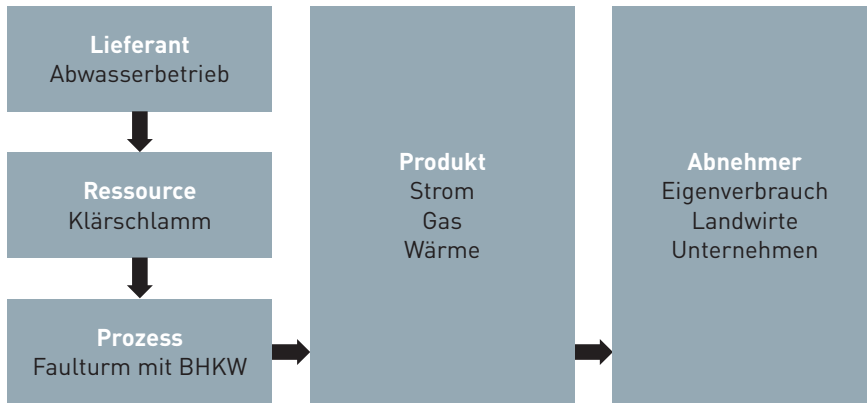 Lieferant
Abwasserbetrieb
Ressource
Klärschlamm
Prozess
Faulturm mit BHKW
Produkt
Strom
Gas
Wärme
Abnehmer
Eigenverbrauch
Landwirte
Unternehmen